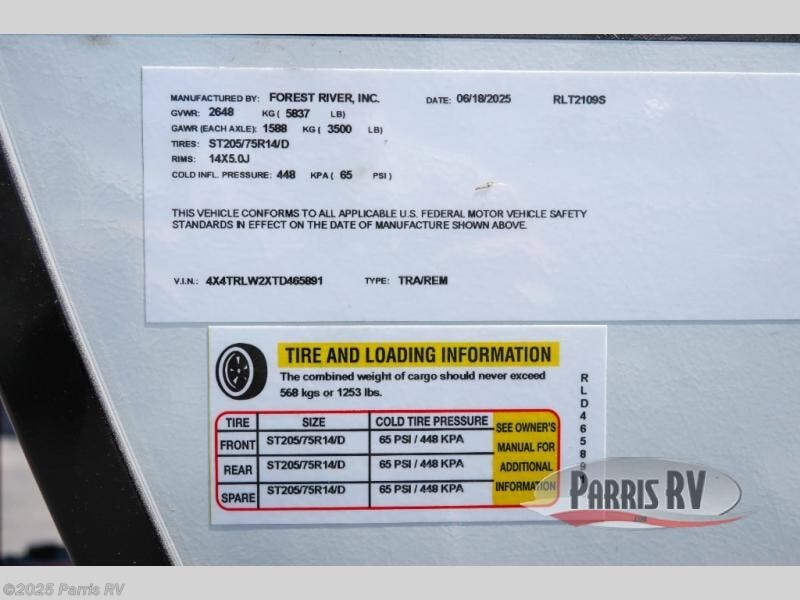 MANUFACTURED BY: FOREST RIVER, INC. DATE: 06/18/2025 RLT2109S
GVWR: 2648 KG ( 5837 LB)
GAWR (EACH AXLE): 1588 KG ( 3500 LB)
TIRES: ST205/75R14/D
RIMS: 14X5.0J
COLD INFL. PRESSURE: 448 KPA ( 65 PSI )
THIS VEHICLE CONFORMS TO ALL APPLICABLE U.S. FEDERAL MOTOR VEHICLE SAFETY
STANDARDS IN EFFECT ON THE DATE OF MANUFACTURE SHOWN ABOVE.
V.I.N.: 4X4TRLW2XTD465891 TYPE: TRA/REM
TIRE AND LOADING INFORMATION
The combined weight of cargo should never exceed
568 kgs or 1253 lbs.
TIRE SIZE COLD TIRE PRESSURE
FRONT ST205/75R14/D 65 PSI / 448 KPA
REAR ST205/75R14/D 65 PSI / 448 KPA
SPARE ST205/75R14/D 65 PSI / 448 KPA
SEE OWNER'S
MANUAL FOR
ADDITIONAL
INFORMATION
RLD465891
PARRIS RV
.COM
©2025 Parris RV